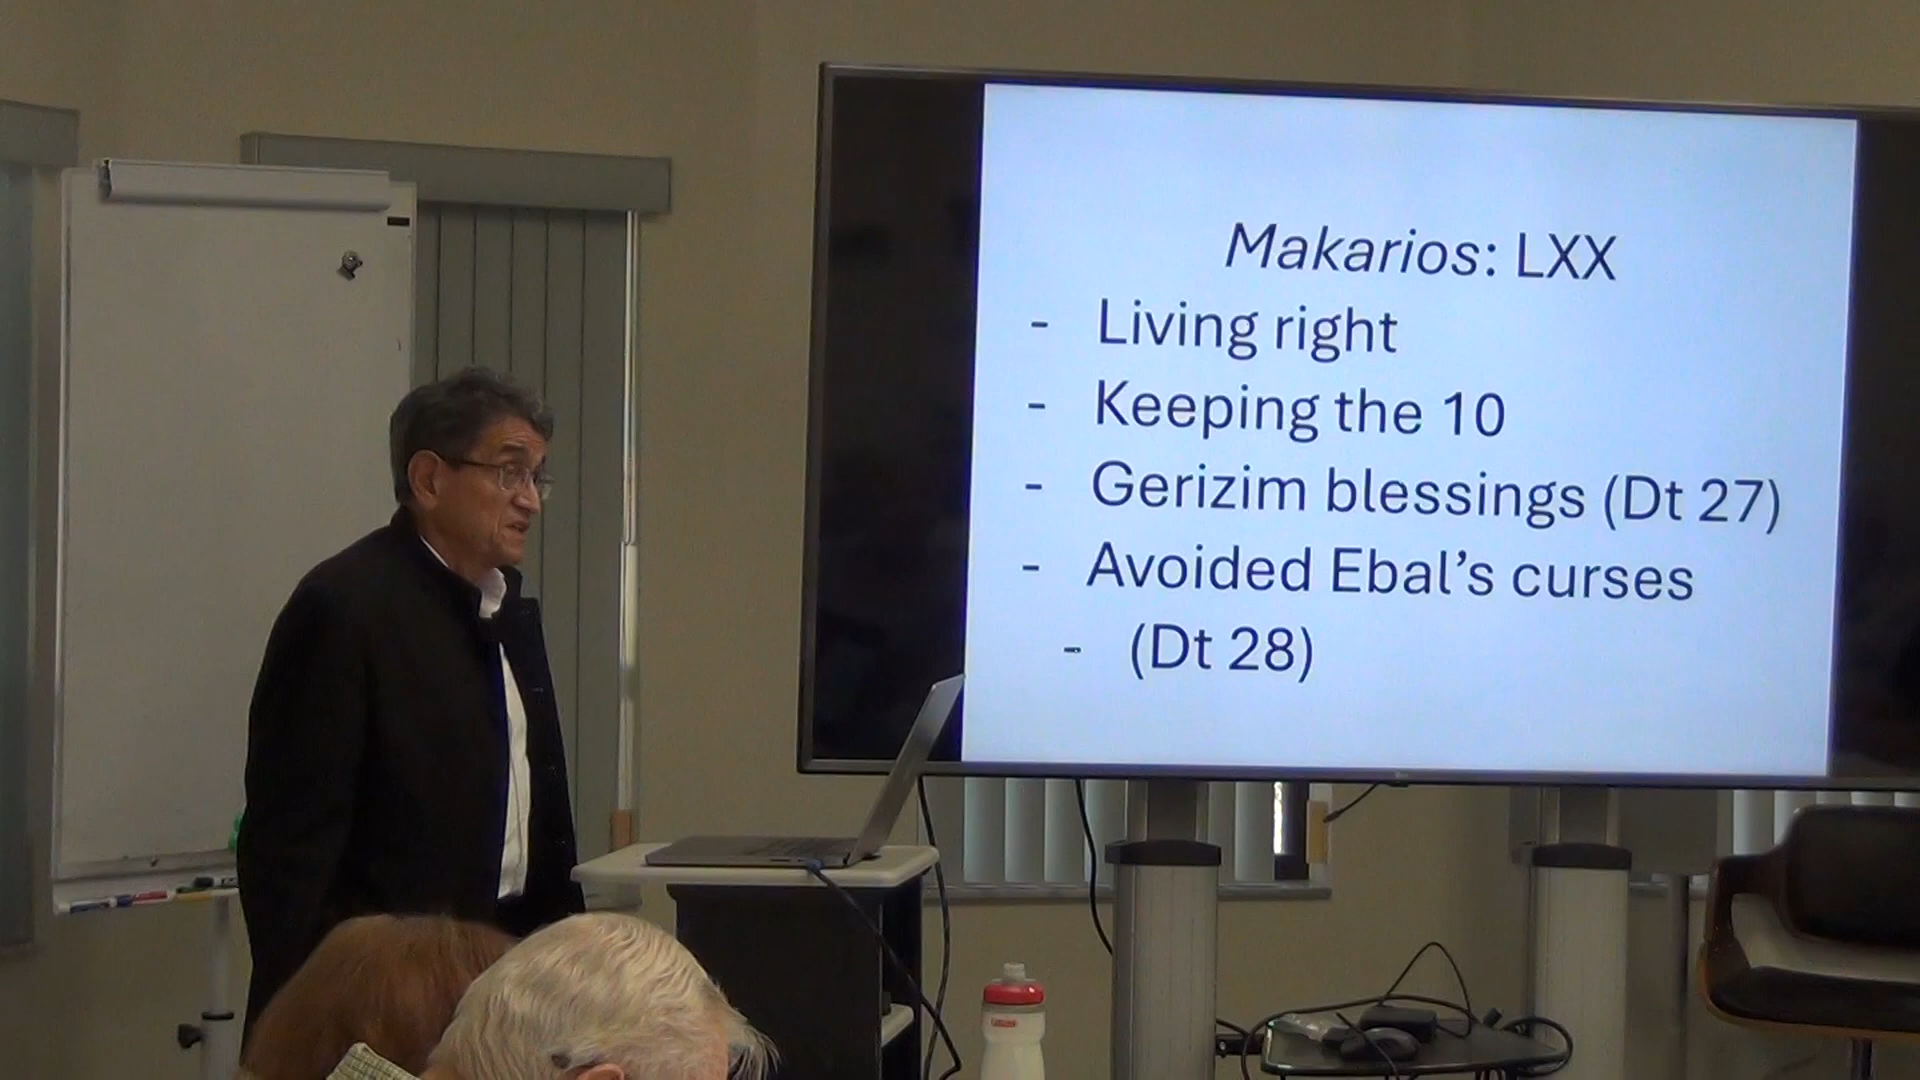 Makarios: LXX
- Living right
- Keeping the 10
- Gerizim blessings (Dt 27)
- Avoided Ebal’s curses
- (Dt 28)